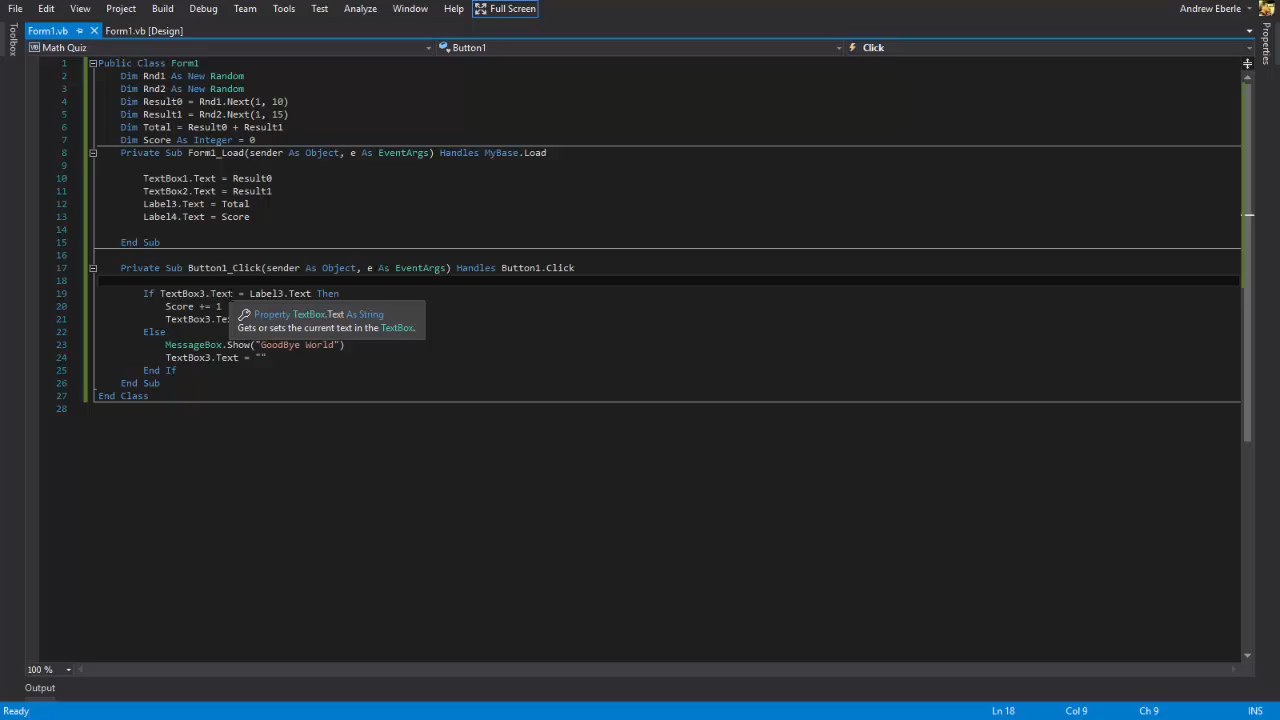 File Edit View Project Build Debug Team Tools Test Analyze Window Help Full Screen Andrew Eberle
Form1.vb Form1.vb [Design]
Math Quiz Button1 Click
Toolbox
Properties
1 Public Class Form1
2 Dim Rnd1 As New Random
3 Dim Rnd2 As New Random
4 Dim Result0 = Rnd1.Next(1, 10)
5 Dim Result1 = Rnd2.Next(1, 15)
6 Dim Total = Result0 + Result1
7 Dim Score As Integer = 0
8 Private Sub Form1_Load(sender As Object, e As EventArgs) Handles MyBase.Load
9
10 TextBox1.Text = Result0
11 TextBox2.Text = Result1
12 Label3.Text = Total
13 Label4.Text = Score
14
15 End Sub
16
17 Private Sub Button1_Click(sender As Object, e As EventArgs) Handles Button1.Click
18
19 If TextBox3.Text = Label3.Text Then
20 Score += 1
21 TextBox3.Te
Property TextBox.Text As String
Gets or sets the current text in the TextBox.
22 Else
23 MessageBox.Show("GoodBye World")
24 TextBox3.Text = ""
25 End If
26 End Sub
27 End Class
28
100 %
Output
Ready Ln 18 Col 9 Ch 9 INS